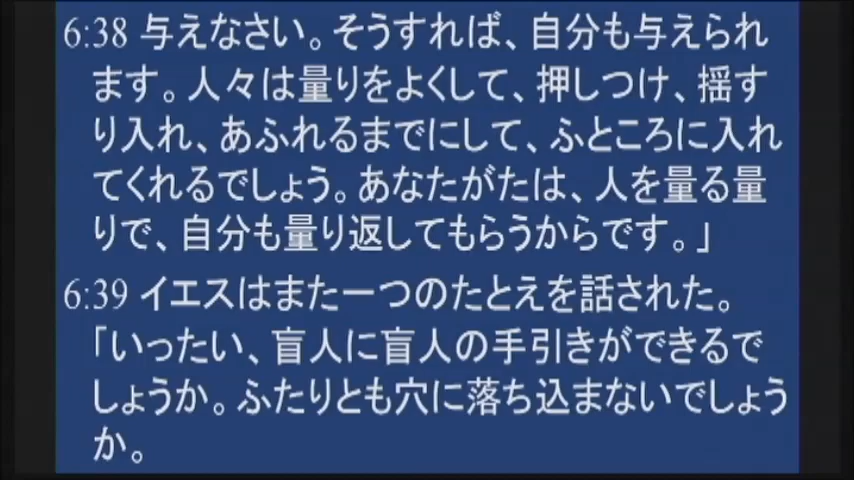 6:38 与えなさい。そうすれば、自分も与えられ
ます。人々は量りをよくして、押しつけ、揺す
り入れ、あふれるまでにして、ふところに入れ
てくれるでしょう。あなたがたは、人を量る量
りで、自分も量り返してもらうからです。」
6:39 イエスはまた一つのたとえを話された。
「いったい、盲人に盲人の手引きができるで
しょうか。ふたりとも穴に落ち込まないでしょう
か。